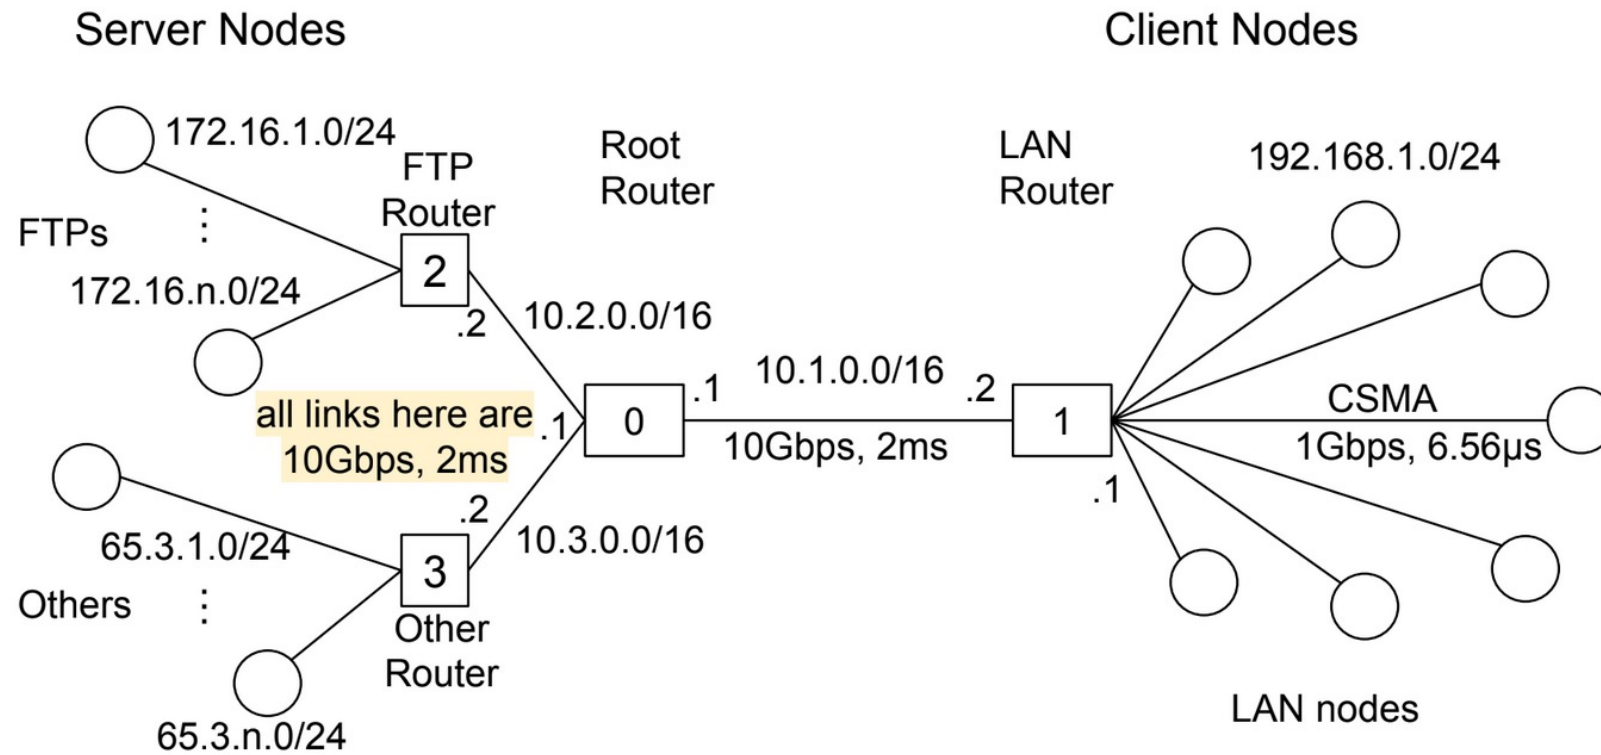 Server Nodes
Client Nodes
172.16.1.0/24
FTP
Router
Root
Router
LAN
Router
192.168.1.0/24
FTPs
⋮
2
172.16.n.0/24
.2
10.2.0.0/16
all links here are
10Gbps, 2ms
.1
0
.1
10.1.0.0/16
.2
10Gbps, 2ms
1
.1
CSMA
1Gbps, 6.56µs
.2
10.3.0.0/16
65.3.1.0/24
3
Others
⋮
Other
Router
65.3.n.0/24
LAN nodes